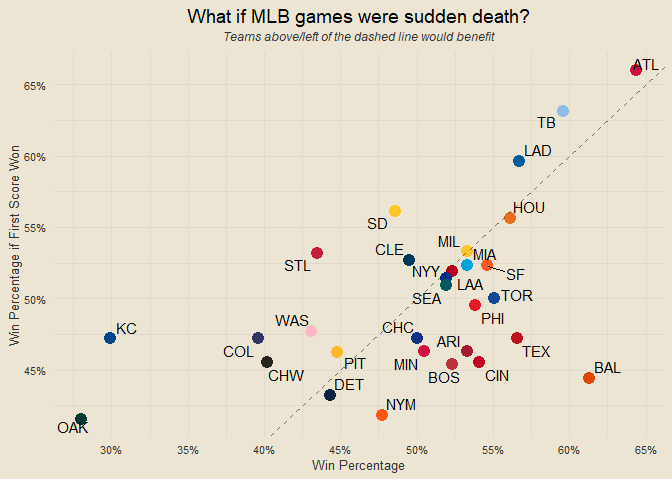 What if MLB games were sudden death?
Teams above/left of the dashed line would benefit
Win Percentage if First Score Won
65%
60%
55%
50%
45%
ATL
TB
LAD
HOU
SD
MIL
CLE
MIA
STL
NYY
SF
LAA
SEA
TOR
PHI
WAS
KC
CHC
ARI
COL
PIT
MIN
TEX
CHW
BOS
CIN
BAL
DET
NYM
OAK
30%
35%
40%
45%
50%
55%
60%
65%
Win Percentage